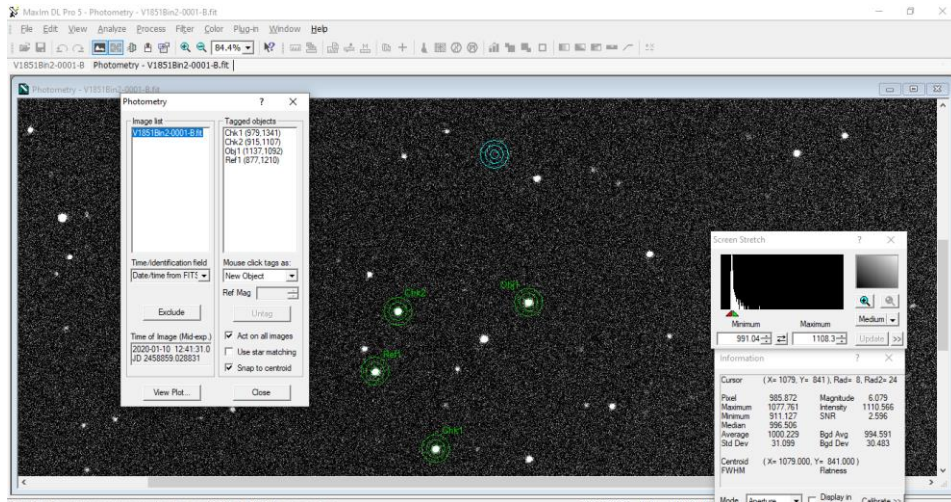 MaxIm DL Pro 5 - Photometry - V1851Bin2-0001-B.fit
File Edit View Analyze Process Filter Color Plug-in Window Help
84.4%
V1851Bin2-0001-B Photometry - V1851Bin2-0001-B.fit
Photometry - V1851Bin2-0001-B.fit
Photometry ? X
Image list
V1851Bin2-0001-B.fit
Tagged objects
Chk1 (979,1341)
Chk2 (915,1107)
Obj1 (1137,1092)
Ref1 (877,1210)
Time/Identification field
Date/time from FITS
Mouse click tags as:
New Object
Ref Mag
Exclude
Untag
Time of Image (Mid-exp.)
2020-01-10 12:41:31.0
JD 2458859.028831
Act on all images
Use star matching
Snap to centroid
View Plot...
Close
Chk2
Obj1
Ref1
Chk1
Screen Stretch ? X
Minimum Maximum
Medium
991.04 1108.3 Update >>
Information ? X
Cursor (X= 1079, Y= 841), Rad= 8, Rad2= 24
Pixel 985.872 Magnitude 6.079
Maximum 1077.761 Intensity 1110.566
Minimum 911.127 SNR 2.596
Median 996.506
Average 1000.229 Bgd Avg 994.591
Std Dev 31.099 Bgd Dev 30.483
Centroid (X= 1079.000, Y= 841.000)
FWHM Flatness
Mode Aperture Display in Calibrate >>